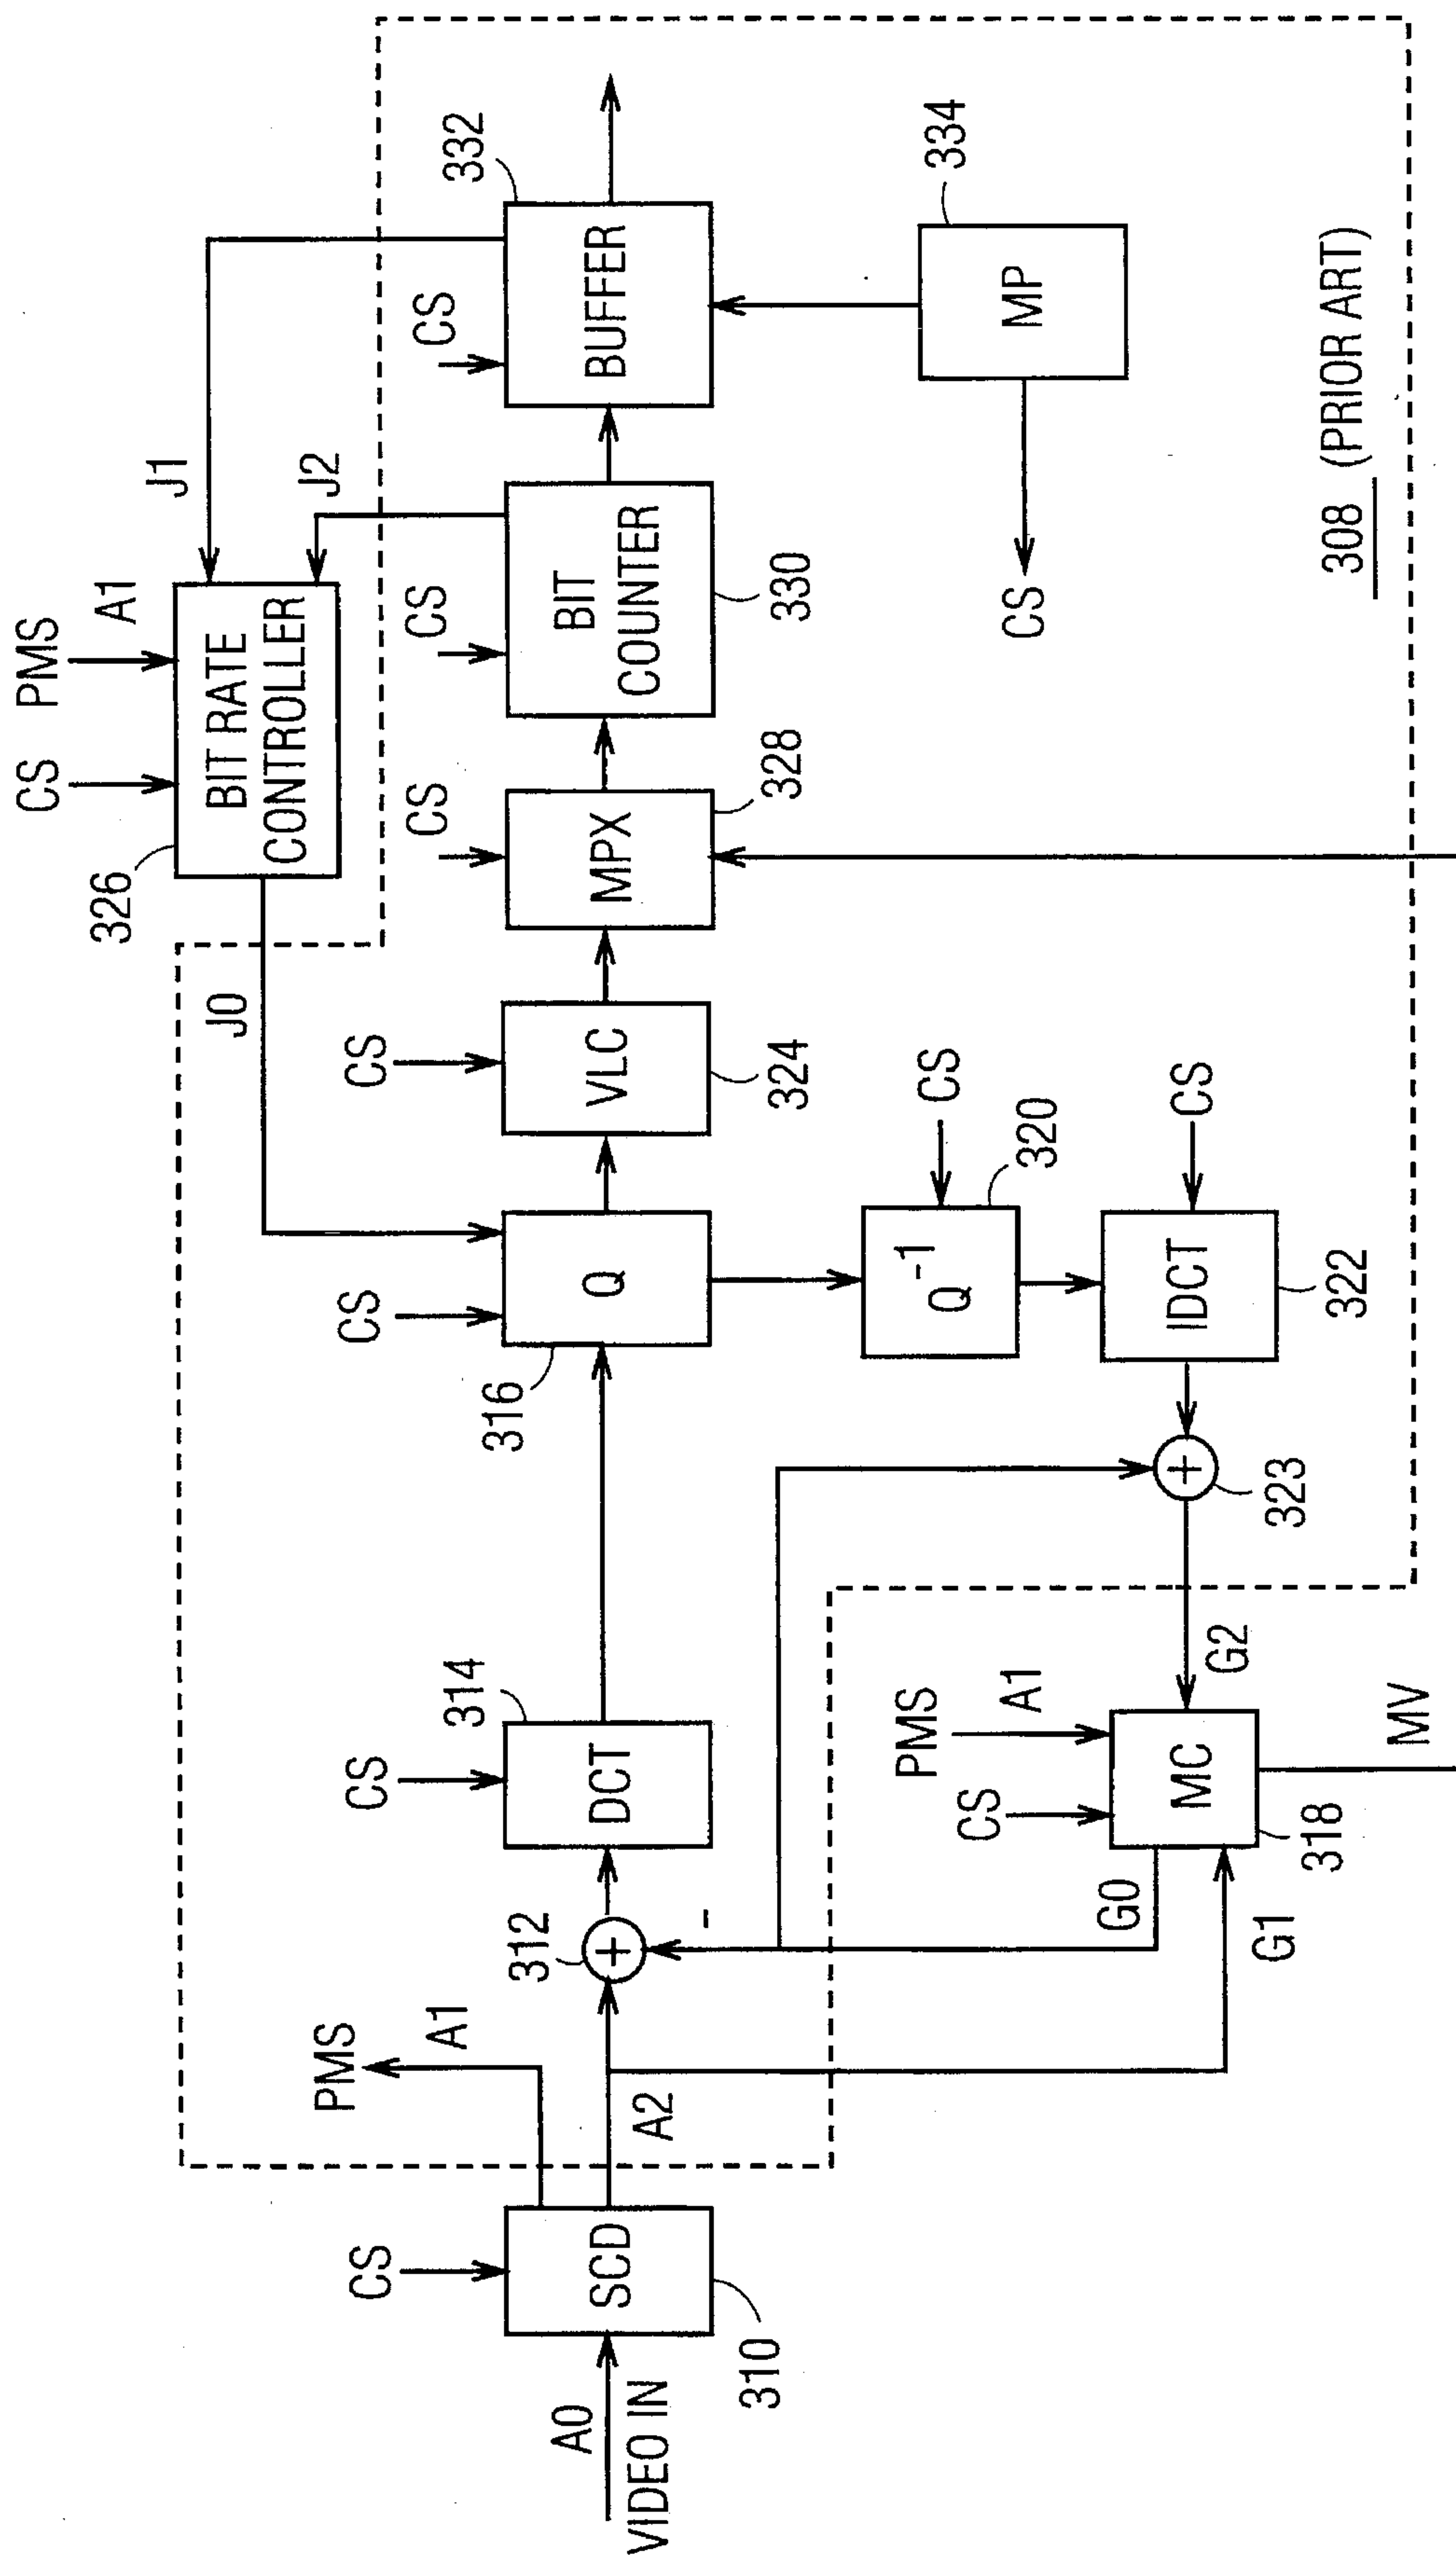 CS
PMS
A1
J1
326
BIT RATE
CONTROLLER
J2
J0
332
CS
CS
CS
CS
CS
CS
CS
PMS
A1
A0
VIDEO IN
SCD
310
A2
312
+
-
314
DCT
316
Q
VLC
324
MPX
328
BIT
COUNTER
330
BUFFER
334
MP
CS
CS
320
Q-1
CS
IDCT
322
+
323
PMS
A1
CS
G2
MC
318
G0
G1
MV
308 (PRIOR ART)